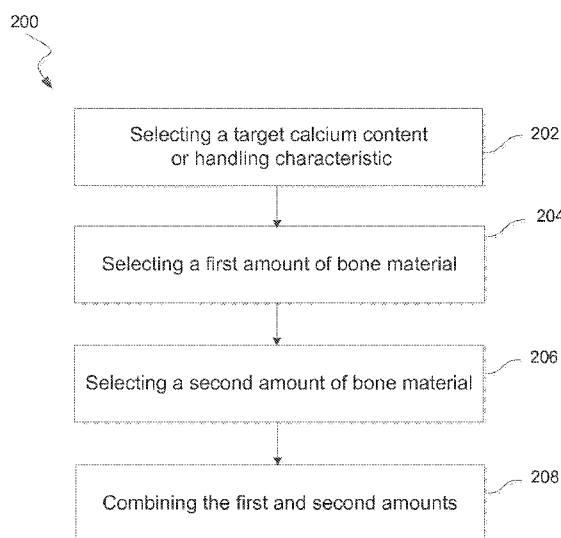 200
Selecting a target calcium content
or handling characteristic
202
204
Selecting a first amount of bone material
206
Selecting a second amount of bone material
208
Combining the first and second amounts